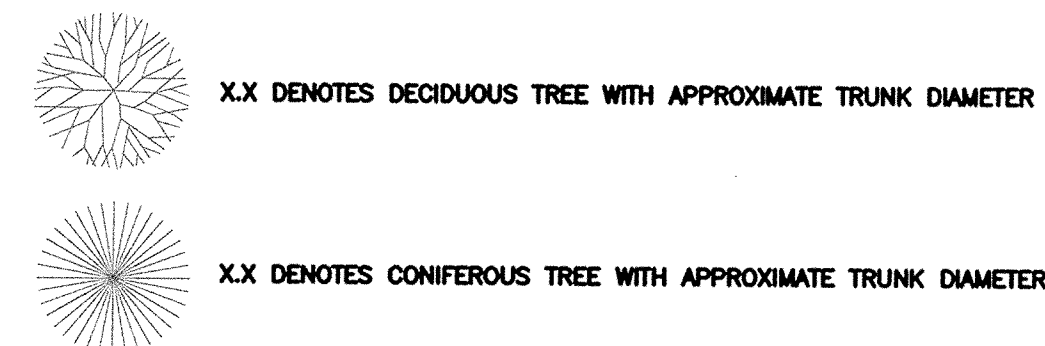 X.X DENOTES DECIDUOUS TREE WITH APPROXIMATE TRUNK DIAMETER
X.X DENOTES CONIFEROUS TREE WITH APPROXIMATE TRUNK DIAMETER